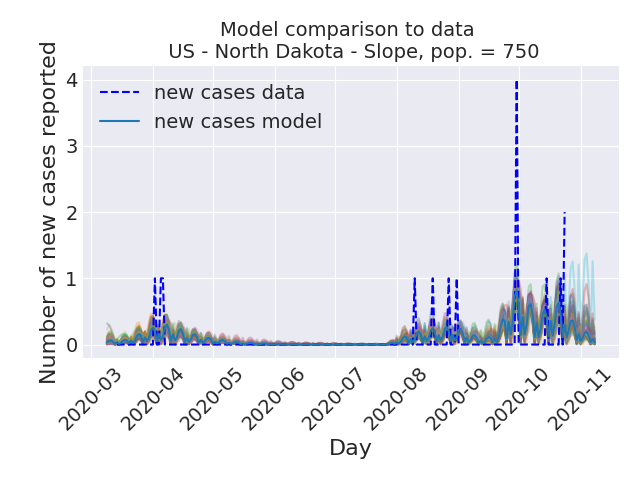 Model comparison to data
US - North Dakota - Slope, pop. = 750
Number of new cases reported
4
3
2
1
0
new cases data
new cases model
2020-03
2020-04
2020-05
2020-06
2020-07
2020-08
2020-09
2020-10
2020-11
Day